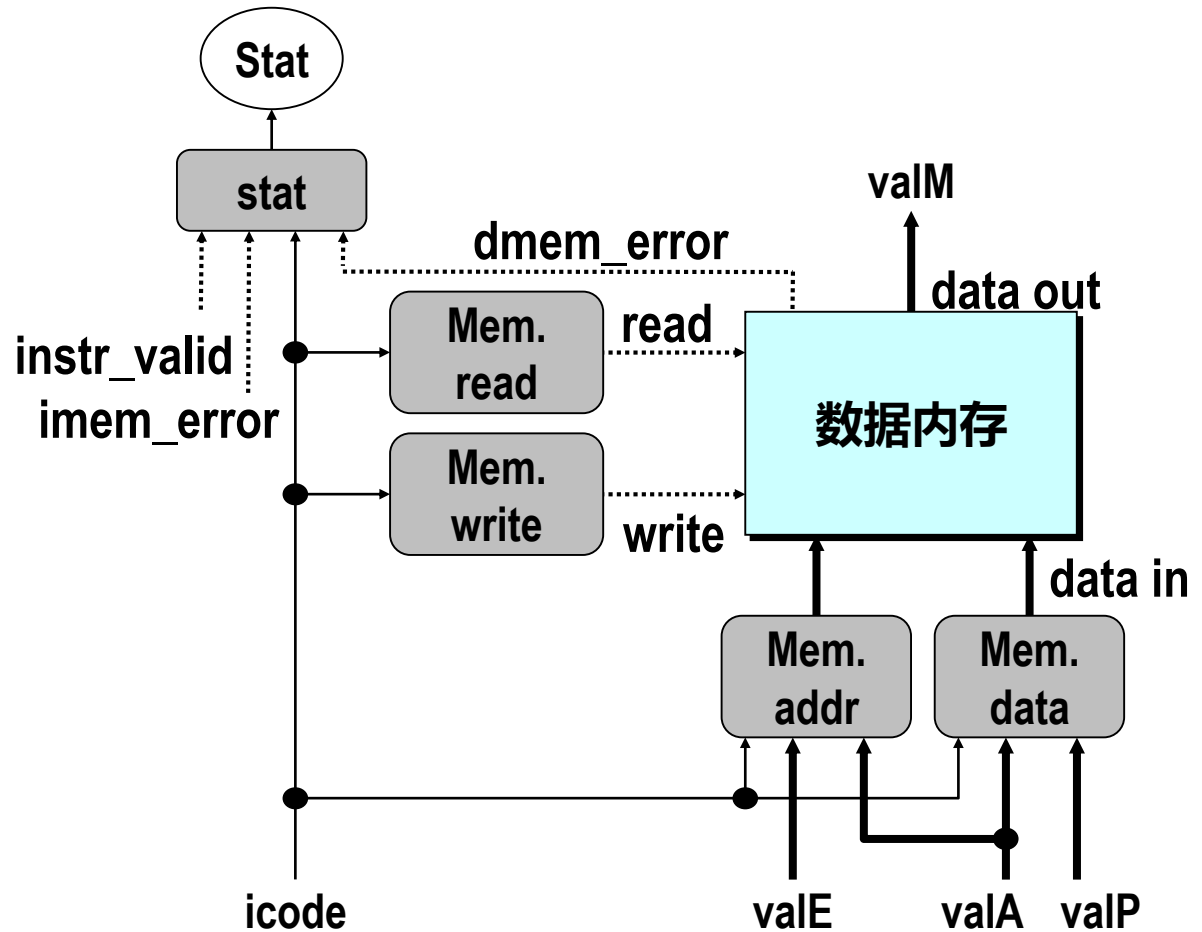 Stat
stat
valM
dmem_error
data out
Mem.
read
read
instr_valid
imem_error
数据内存
Mem.
write
write
data in
Mem.
addr
Mem.
data
icode
valE
valA
valP